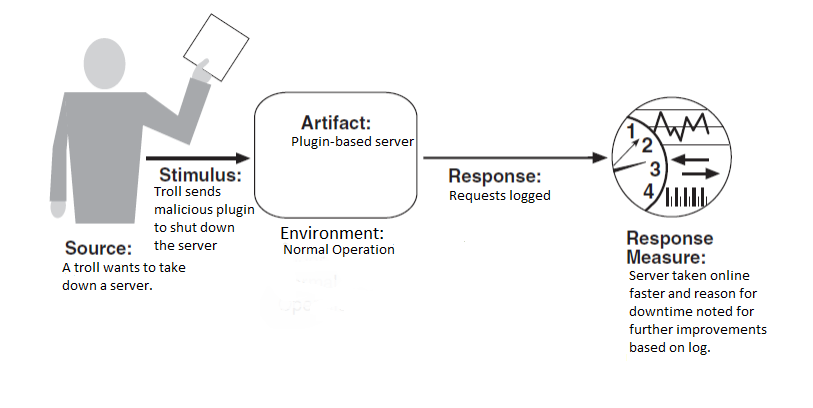 Source:
A troll wants to take
down a server.
Stimulus:
Troll sends
malicious plugin
to shut down
the server
Artifact:
Plugin-based server
Environment:
Normal Operation
Response:
Requests logged
1
2
3
4
Response
Measure:
Server taken online
faster and reason for
downtime noted for
further improvements
based on log.